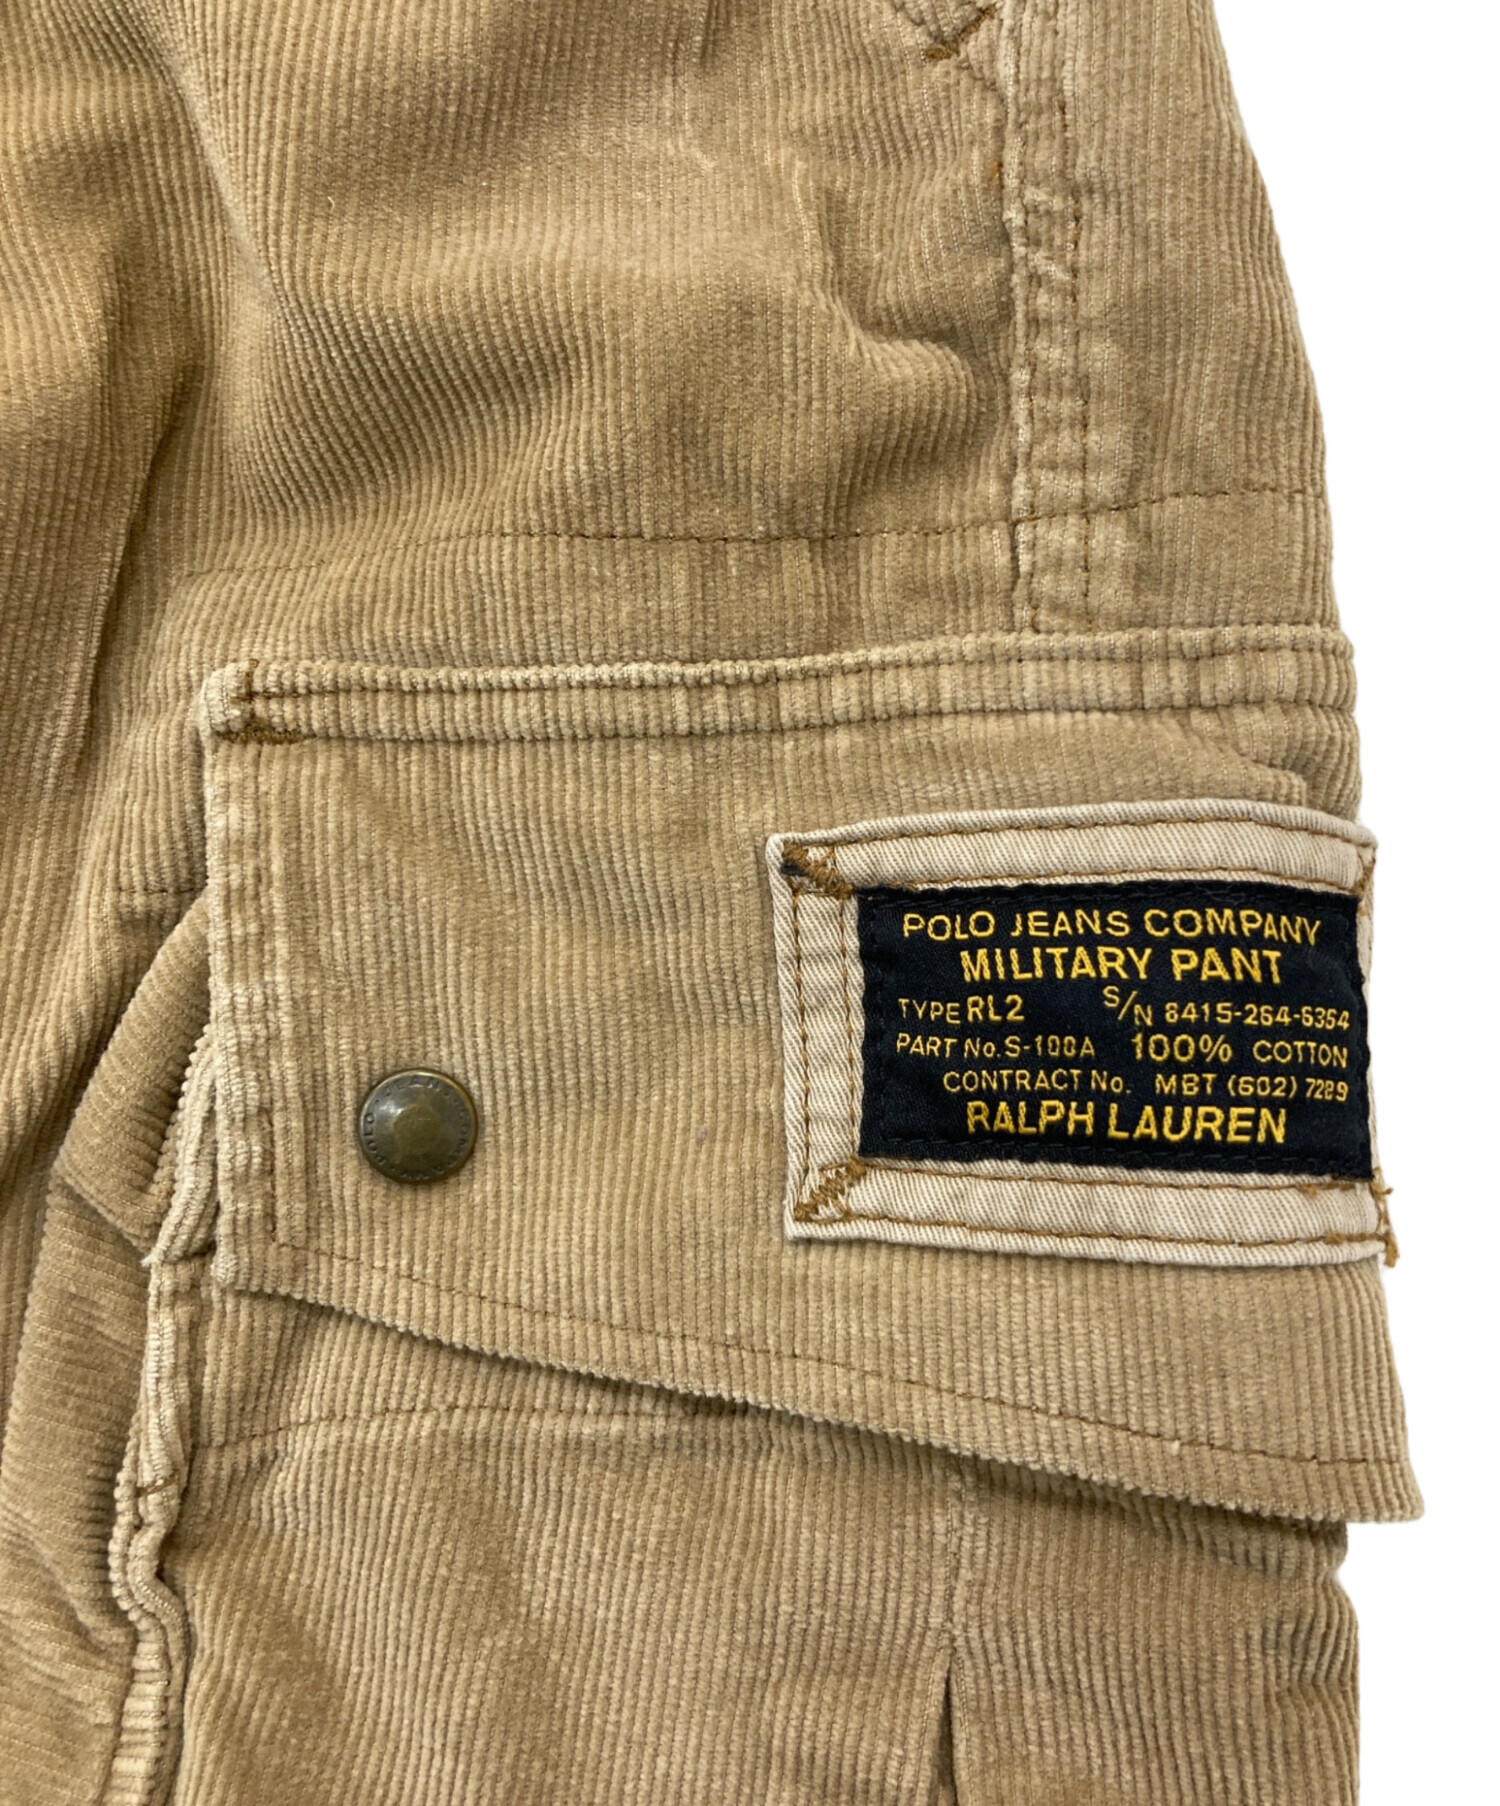 POLO JEANS COMPANY
MILITARY PANT
TYPE RL2 S/N 8415-264-6354
PART No. S-100A 100% COTTON
CONTRACT No. MBT (602) 7289
RALPH LAUREN
POLO